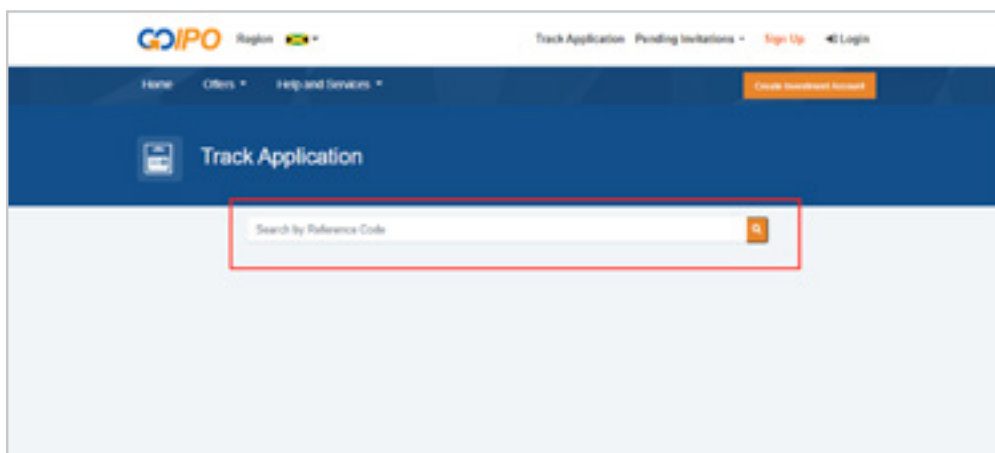 GOIPO Region Track Application Pending Invitations Sign Up Login
Home Offers Help and Services Create Investment Account
Track Application
Search by Reference Code